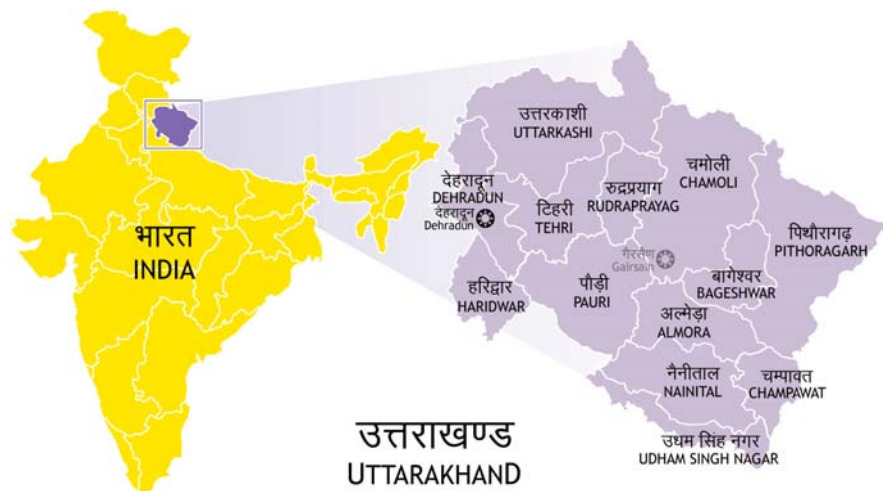 उत्तरकाशी
UTTARKASHI
चमोली
CHAMOLI
देहरादून
DEHRADUN
देहरादून
Dehradun
टिहरी
TEHRI
रुद्रप्रयाग
RUDRAPRAYAG
पिथौरागढ़
PITHORAGARH
भारत
INDIA
हरिद्वार
HARIDWAR
पौड़ी
PAURI
गैरसैण
Gairsain
बागेश्वर
BAGESHWAR
अल्मेड़ा
ALMORA
नैनीताल
NAINITAL
चम्पावत
CHAMPAWAT
उत्तराखण्ड
UTTARAKHAND
उधम सिंह नगर
UDHAM SINGH NAGAR